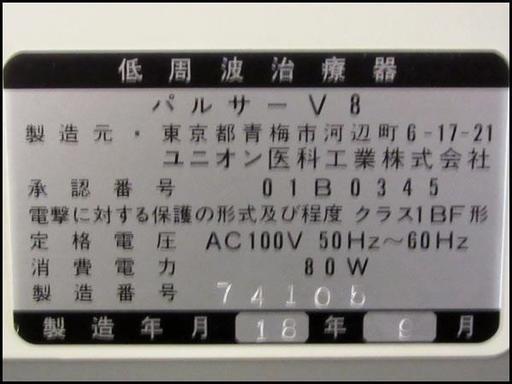 低周波治療器
パルサーV8
製造元・東京都青梅市河辺町6-17-21
ユニオン医科工業株式会社
承認番号 01B0345
電撃に対する保護の形式及び程度 クラス1BF形
定格電圧 AC100V 50Hz~60Hz
消費電力 80W
製造番号 74105
製造年月 18年 9月